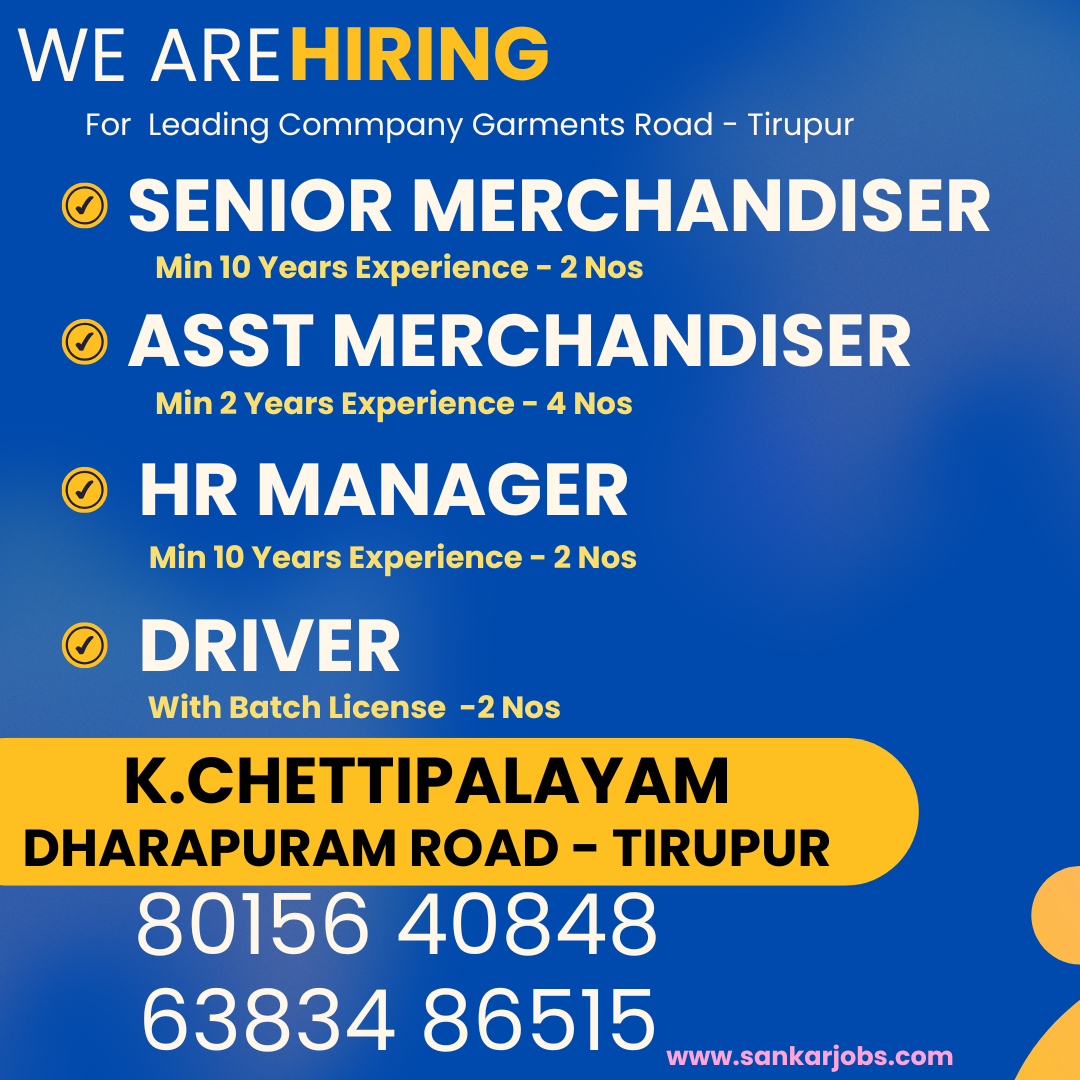 WE ARE HIRING
For Leading Commpany Garments Road - Tirupur
SENIOR MERCHANDISER
Min 10 Years Experience - 2 Nos
ASST MERCHANDISER
Min 2 Years Experience - 4 Nos
HR MANAGER
Min 10 Years Experience - 2 Nos
DRIVER
With Batch License -2 Nos
K.CHETTIPALAYAM
DHARAPURAM ROAD - TIRUPUR
80156 40848
63834 86515
www.sankarjobs.com